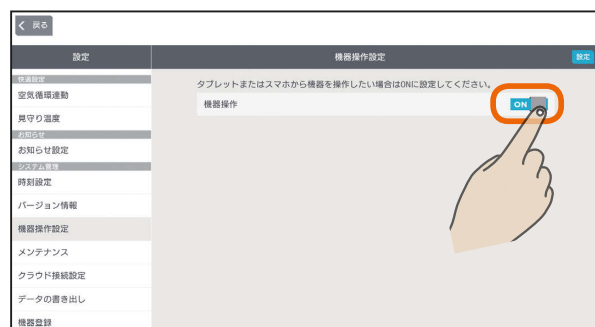 戻る
設定
機器操作設定
設定
快適設定
空気循環連動
見守り温度
お知らせ
お知らせ設定
システム管理
時刻設定
バージョン情報
機器操作設定
メンテナンス
クラウド接続設定
データの書き出し
機器登録
タブレットまたはスマホから機器を操作したい場合はONに設定してください。
機器操作
ON